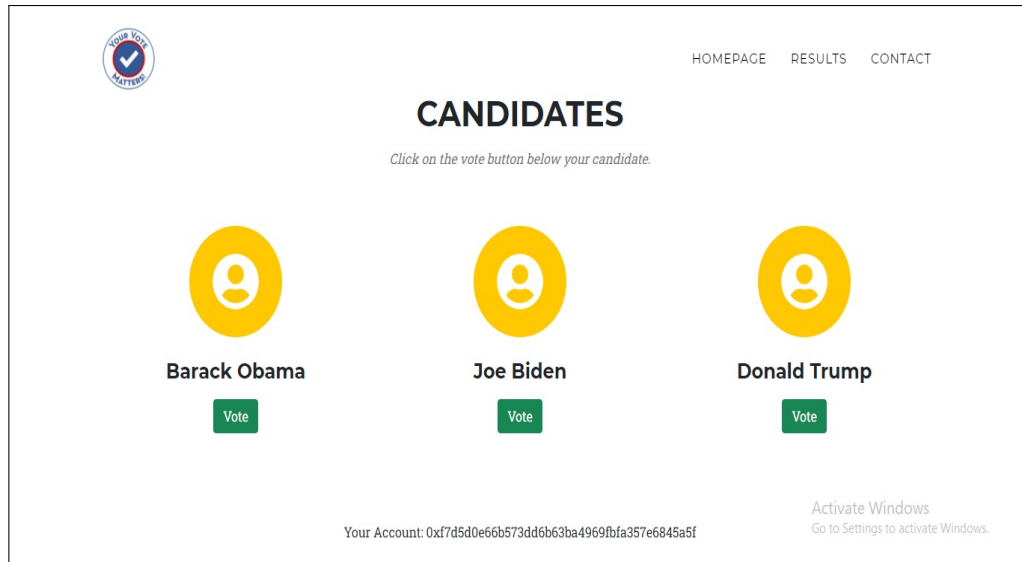 YOUR VOTE
MATTERS!
HOMEPAGE RESULTS CONTACT
CANDIDATES
Click on the vote button below your candidate.
Barack Obama Joe Biden Donald Trump
Vote Vote Vote
Activate Windows
Go to Settings to activate Windows.
Your Account: 0xf7d5d0e66b573dd6b63ba4969fbfa357e6845a5f